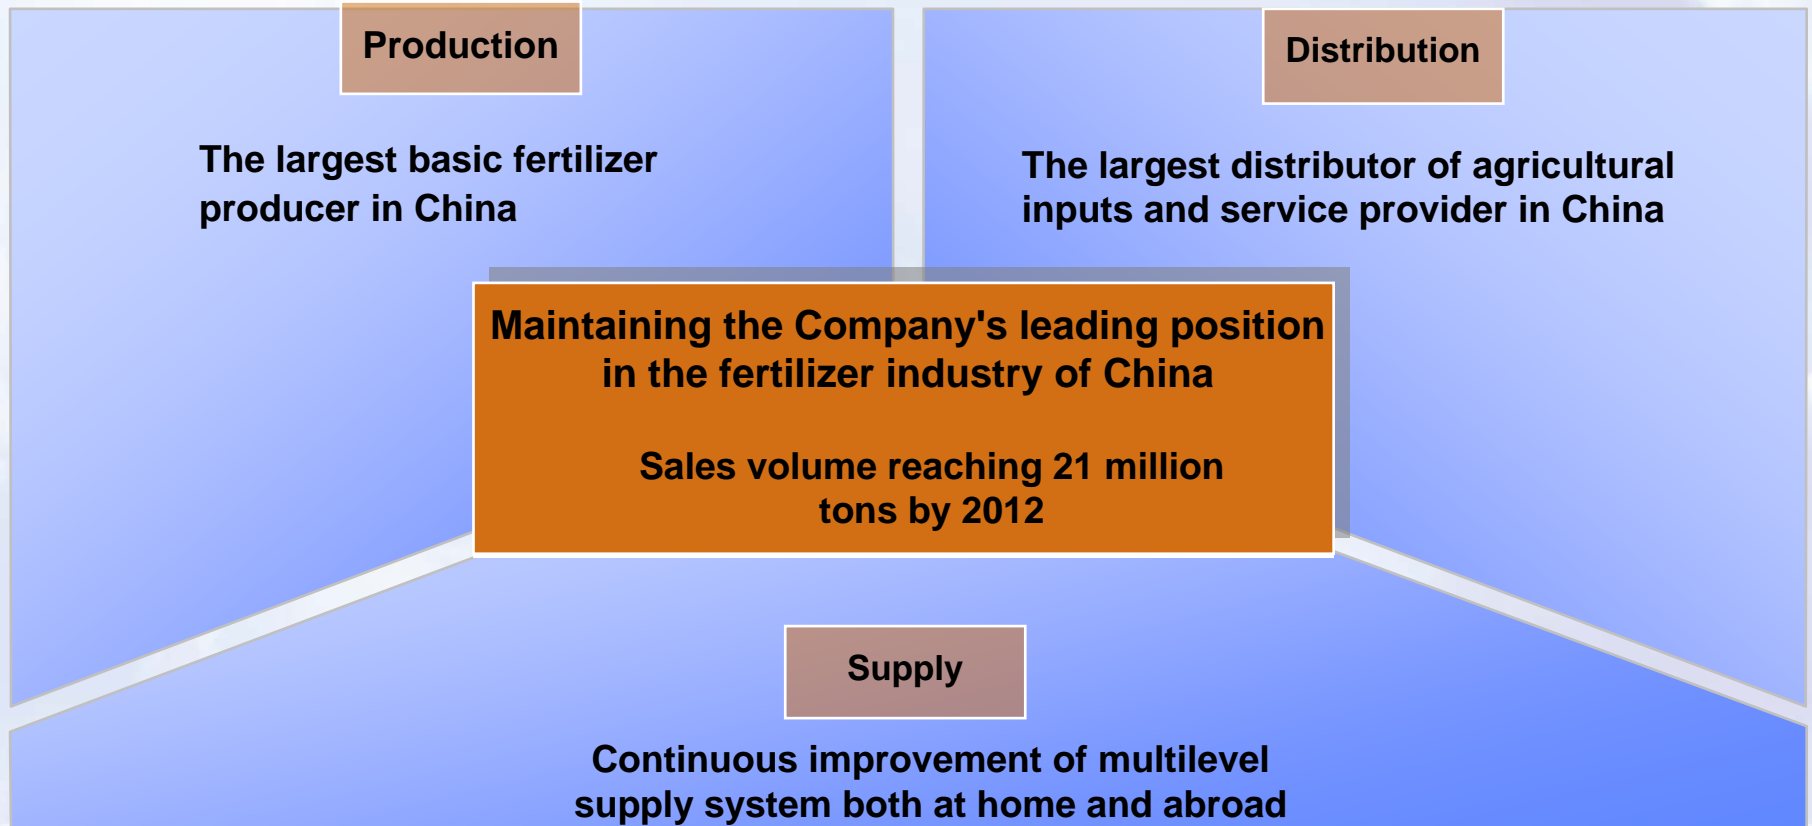 Production
The largest basic fertilizer
producer in China
Distribution
The largest distributor of agricultural
inputs and service provider in China
Maintaining the Company's leading position
in the fertilizer industry of China
Sales volume reaching 21 million
tons by 2012
Supply
Continuous improvement of multilevel
supply system both at home and abroad